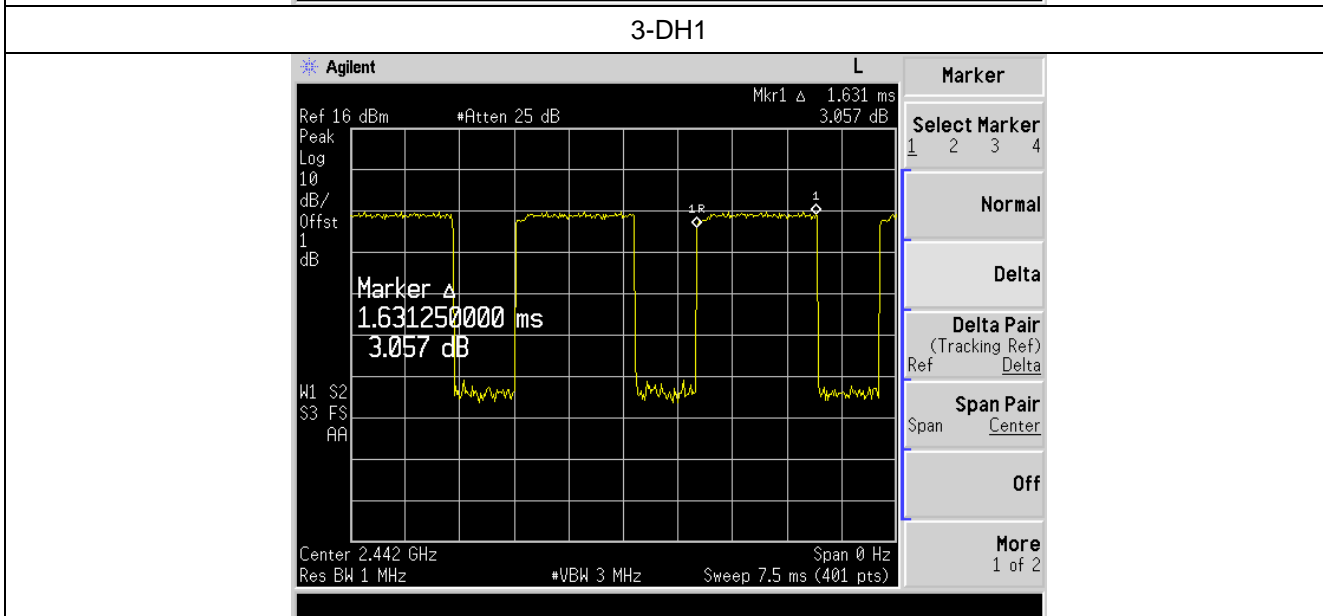 3-DH1
Agilent
L
Mkr1 Δ 1.631 ms
Ref 16 dBm #Atten 25 dB 3.057 dB
Peak
Log
10
dB/
Offst
1
dB
1R
1
Marker Δ
1.631250000 ms
3.057 dB
W1 S2
S3 FS
AA
Center 2.442 GHz Span 0 Hz
Res BW 1 MHz #VBW 3 MHz Sweep 7.5 ms (401 pts)
Marker
Select Marker
1 2 3 4
Normal
Delta
Delta Pair
(Tracking Ref)
Ref Delta
Span Pair
Span Center
Off
More
1 of 2